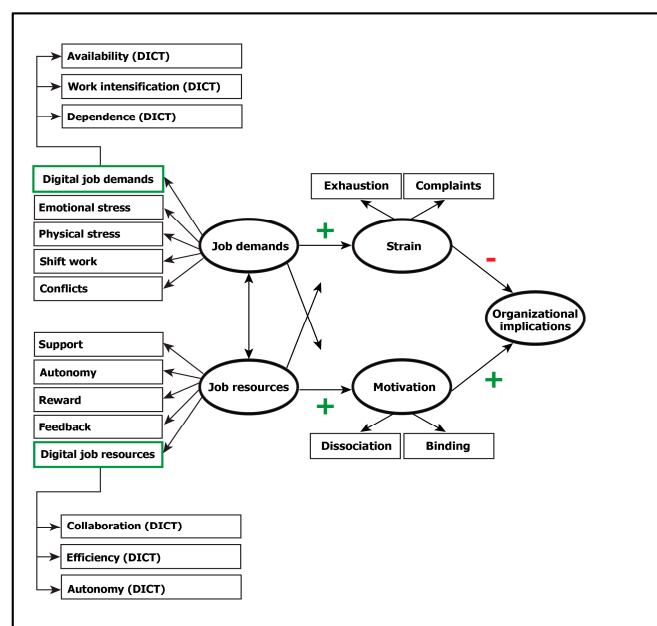 Availability (DICT)
Work intensification (DICT)
Dependence (DICT)
Digital job demands
Emotional stress
Physical stress
Shift work
Conflicts
Job demands
+
Exhaustion
Complaints
Strain
-
Organizational
implications
Support
Autonomy
Reward
Feedback
Digital job resources
Job resources
+
Motivation
+
Dissociation
Binding
Collaboration (DICT)
Efficiency (DICT)
Autonomy (DICT)